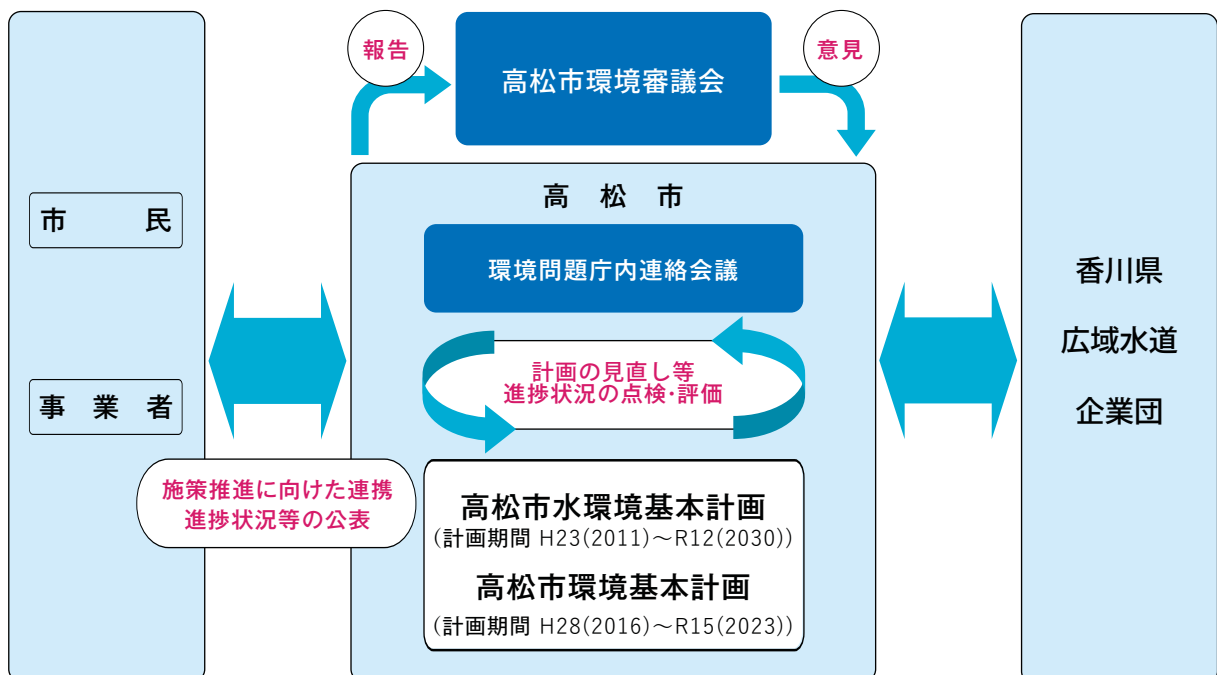 報告
高松市環境審議会
意見
市民
事業者
高松市
環境問題庁内連絡会議
計画の見直し等
進捗状況の点検・評価
施策推進に向けた連携
進捗状況等の公表
高松市水環境基本計画
(計画期間 H23(2011)～R12(2030))
高松市環境基本計画
(計画期間 H28(2016)～R15(2023))
香川県
広域水道
企業団